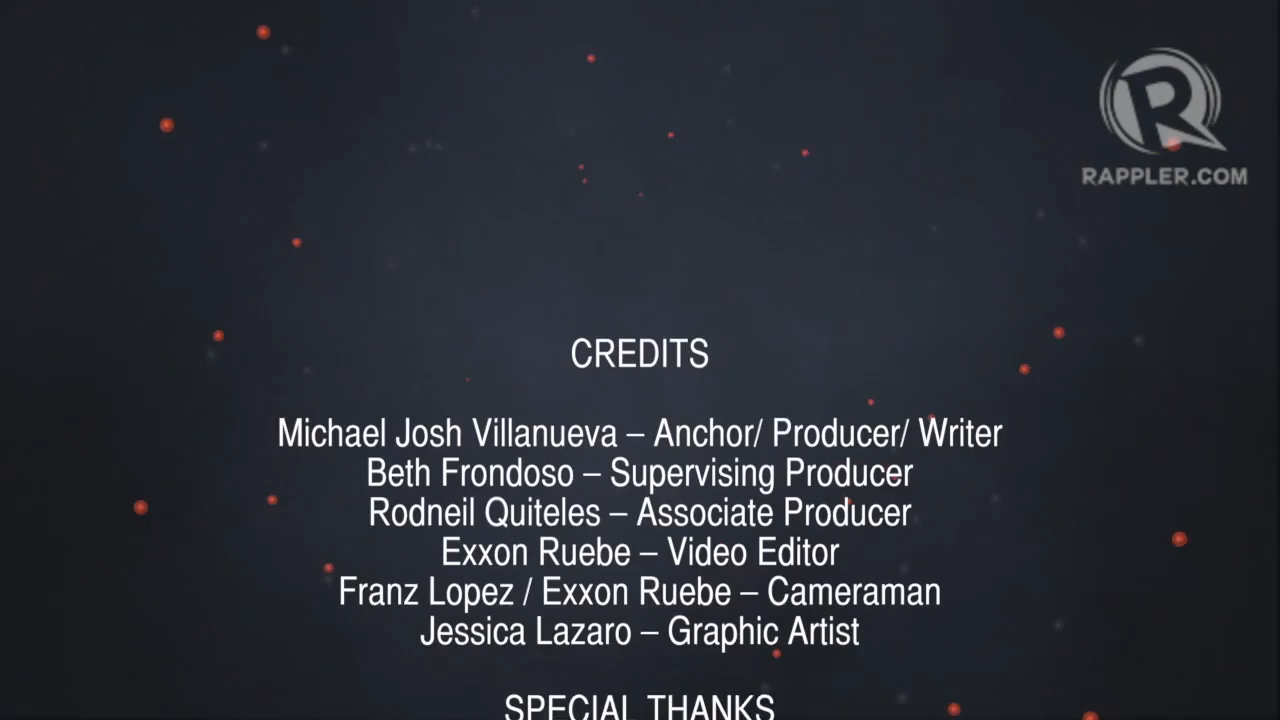 R
RAPPLER.COM
CREDITS
Michael Josh Villanueva – Anchor/ Producer/ Writer
Beth Frondoso – Supervising Producer
Rodneil Quiteles – Associate Producer
Exxon Ruebe – Video Editor
Franz Lopez / Exxon Ruebe – Cameraman
Jessica Lazaro – Graphic Artist
SPECIAL THANKS